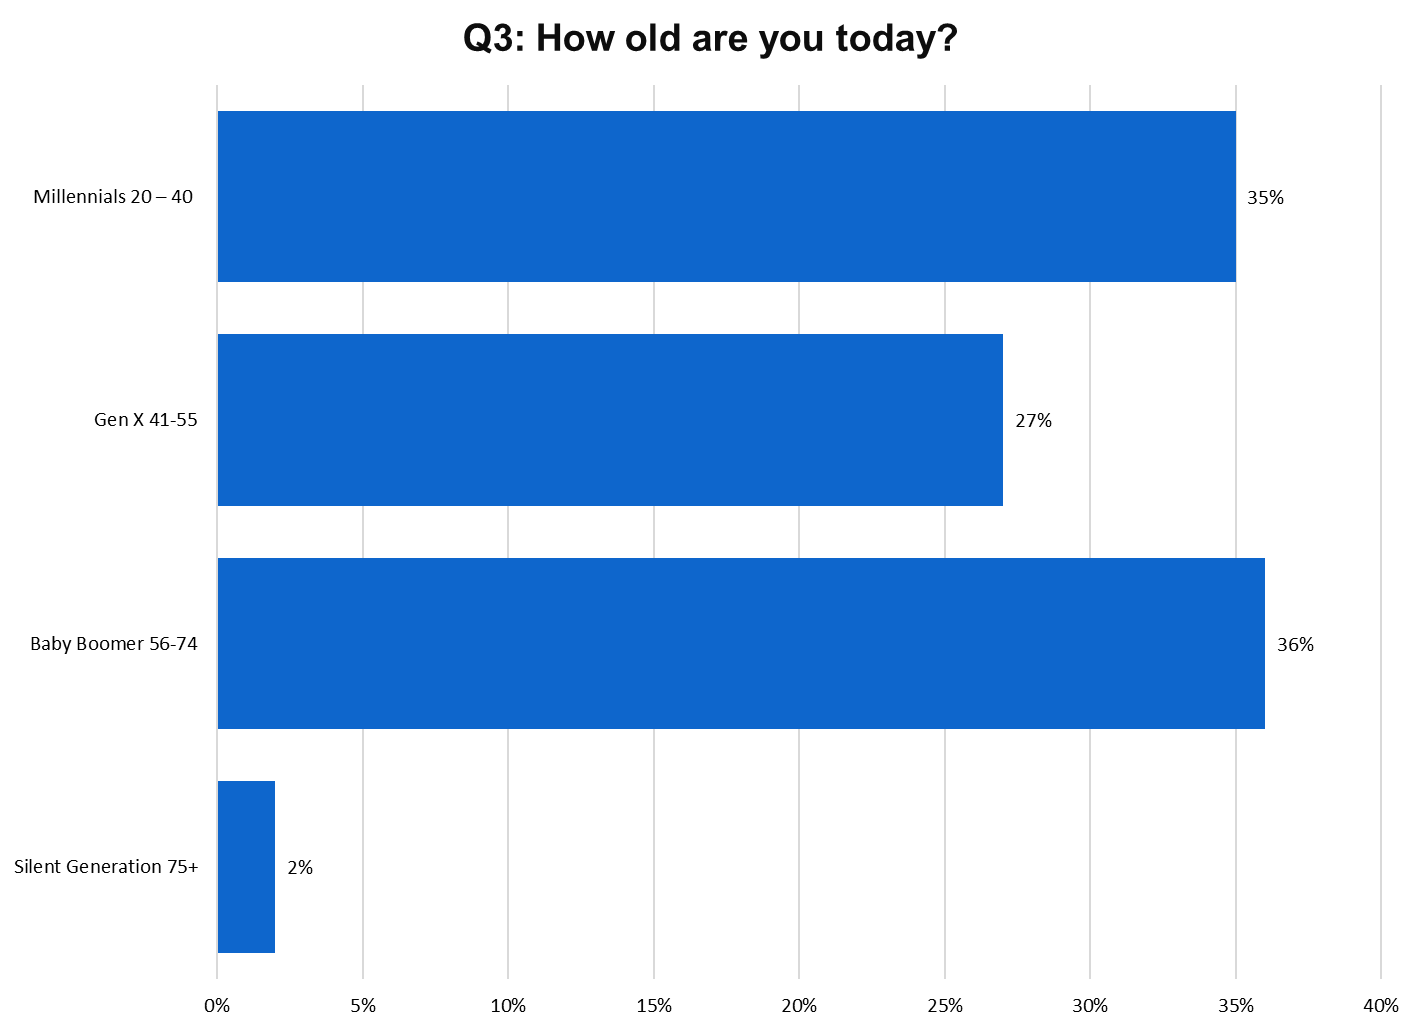 Q3: How old are you today?
Millennials 20 – 40
35%
Gen X 41-55
27%
Baby Boomer 56-74
36%
Silent Generation 75+
2%
0% 5% 10% 15% 20% 25% 30% 35% 40%